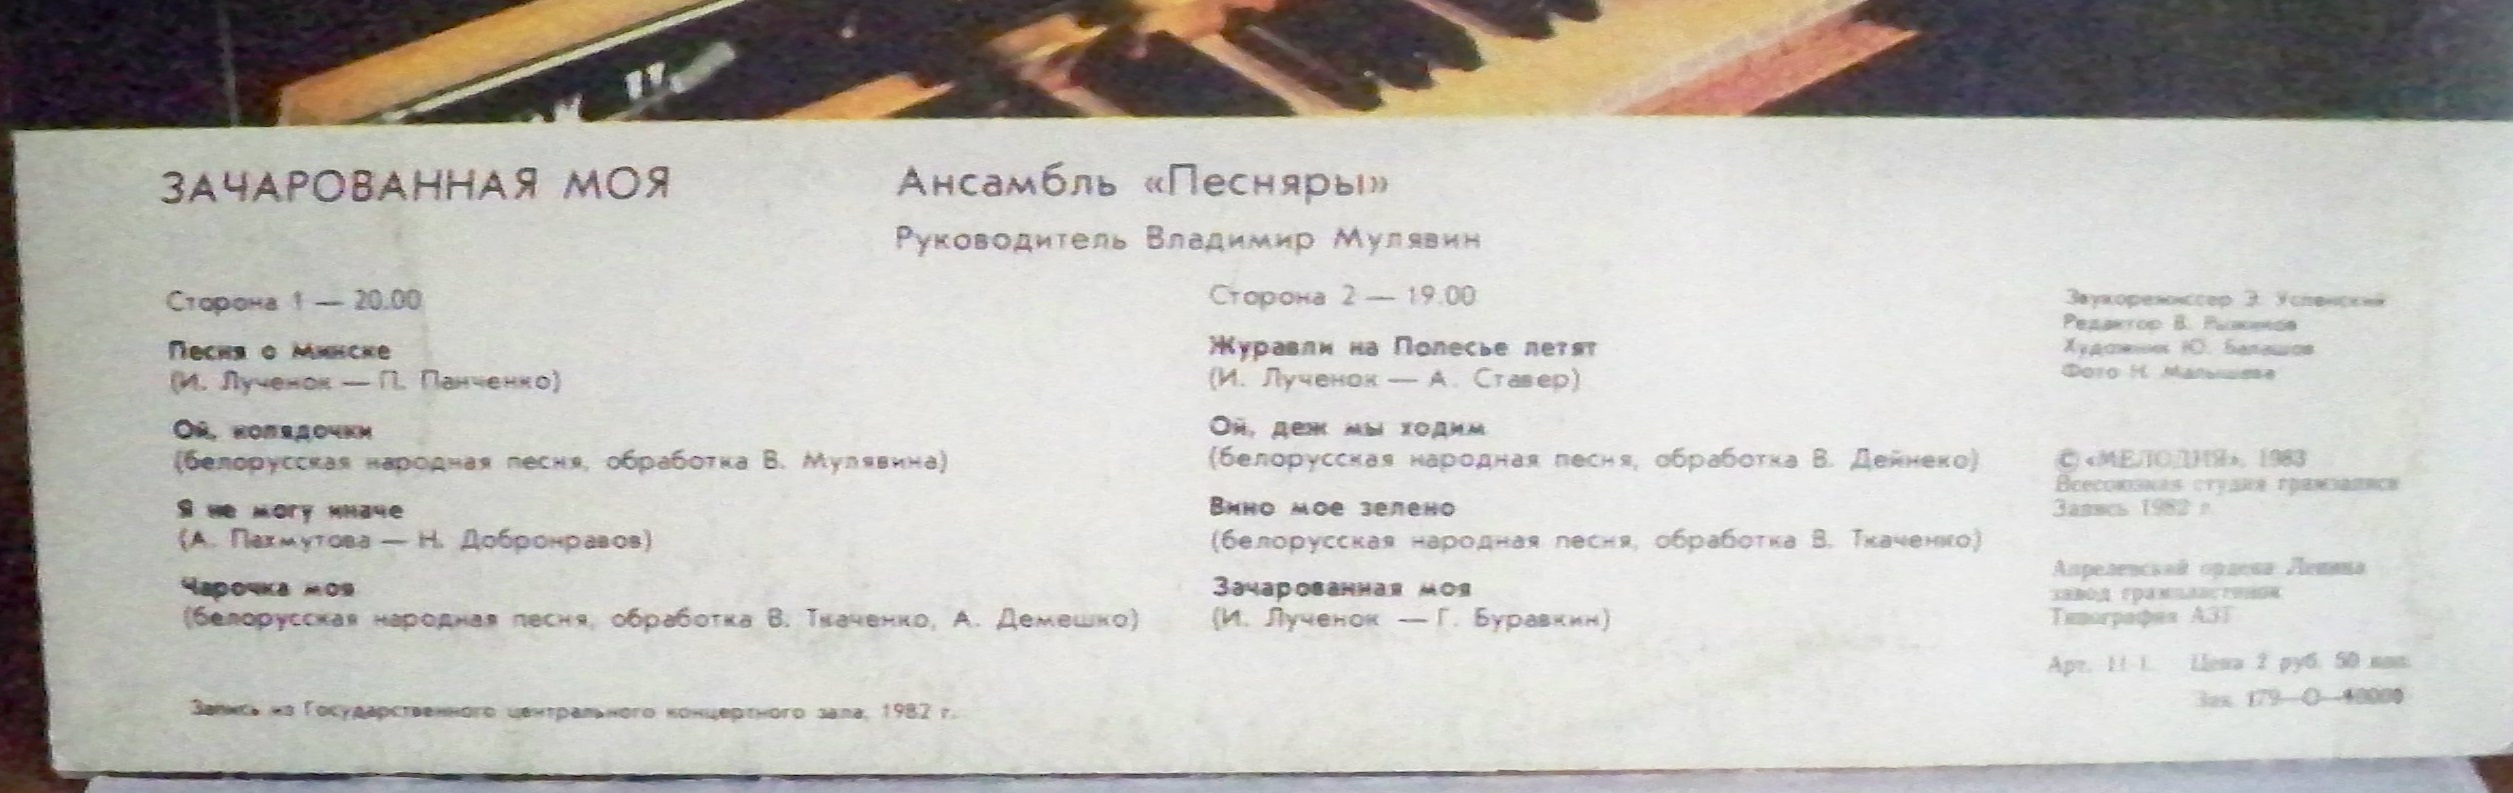 ЗАЧАРОВАННАЯ МОЯ
Ансамбль «Песняры»
Руководитель Владимир Мулявин
Сторона 1 — 20.00
Песня о Минске
(И. Лученок — П. Панченко)
Ой, колядочки
(белорусская народная песня, обработка В. Мулявина)
Я не могу иначе
(А. Пахмутова — Н. Добронравов)
Чарочка моя
(белорусская народная песня, обработка В. Ткаченко, А. Демешко)
Запись из Государственного центрального концертного зала, 1982 г.
Сторона 2 — 19.00
Журавли на Полесье летят
(И. Лученок — А. Ставер)
Ой, деж мы ходим
(белорусская народная песня, обработка В. Дейнеко)
Вино мое зелено
(белорусская народная песня, обработка В. Ткаченко)
Зачарованная моя
(И. Лученок — Г. Буравкин)
Звукорежиссер Э. Успенский
Редактор В. Рыжиков
Художник Ю. Балашов
Фото Н. Малышева
© «МЕЛОДИЯ», 1983
Всесоюзная студия грамзаписи
Запись 1982 г.
Апрелевский ордена Ленина
завод грампластинок
Типография АЗГ
Арт. 11-1. Цена 2 руб. 50 коп.
Зак. 179—О—40000